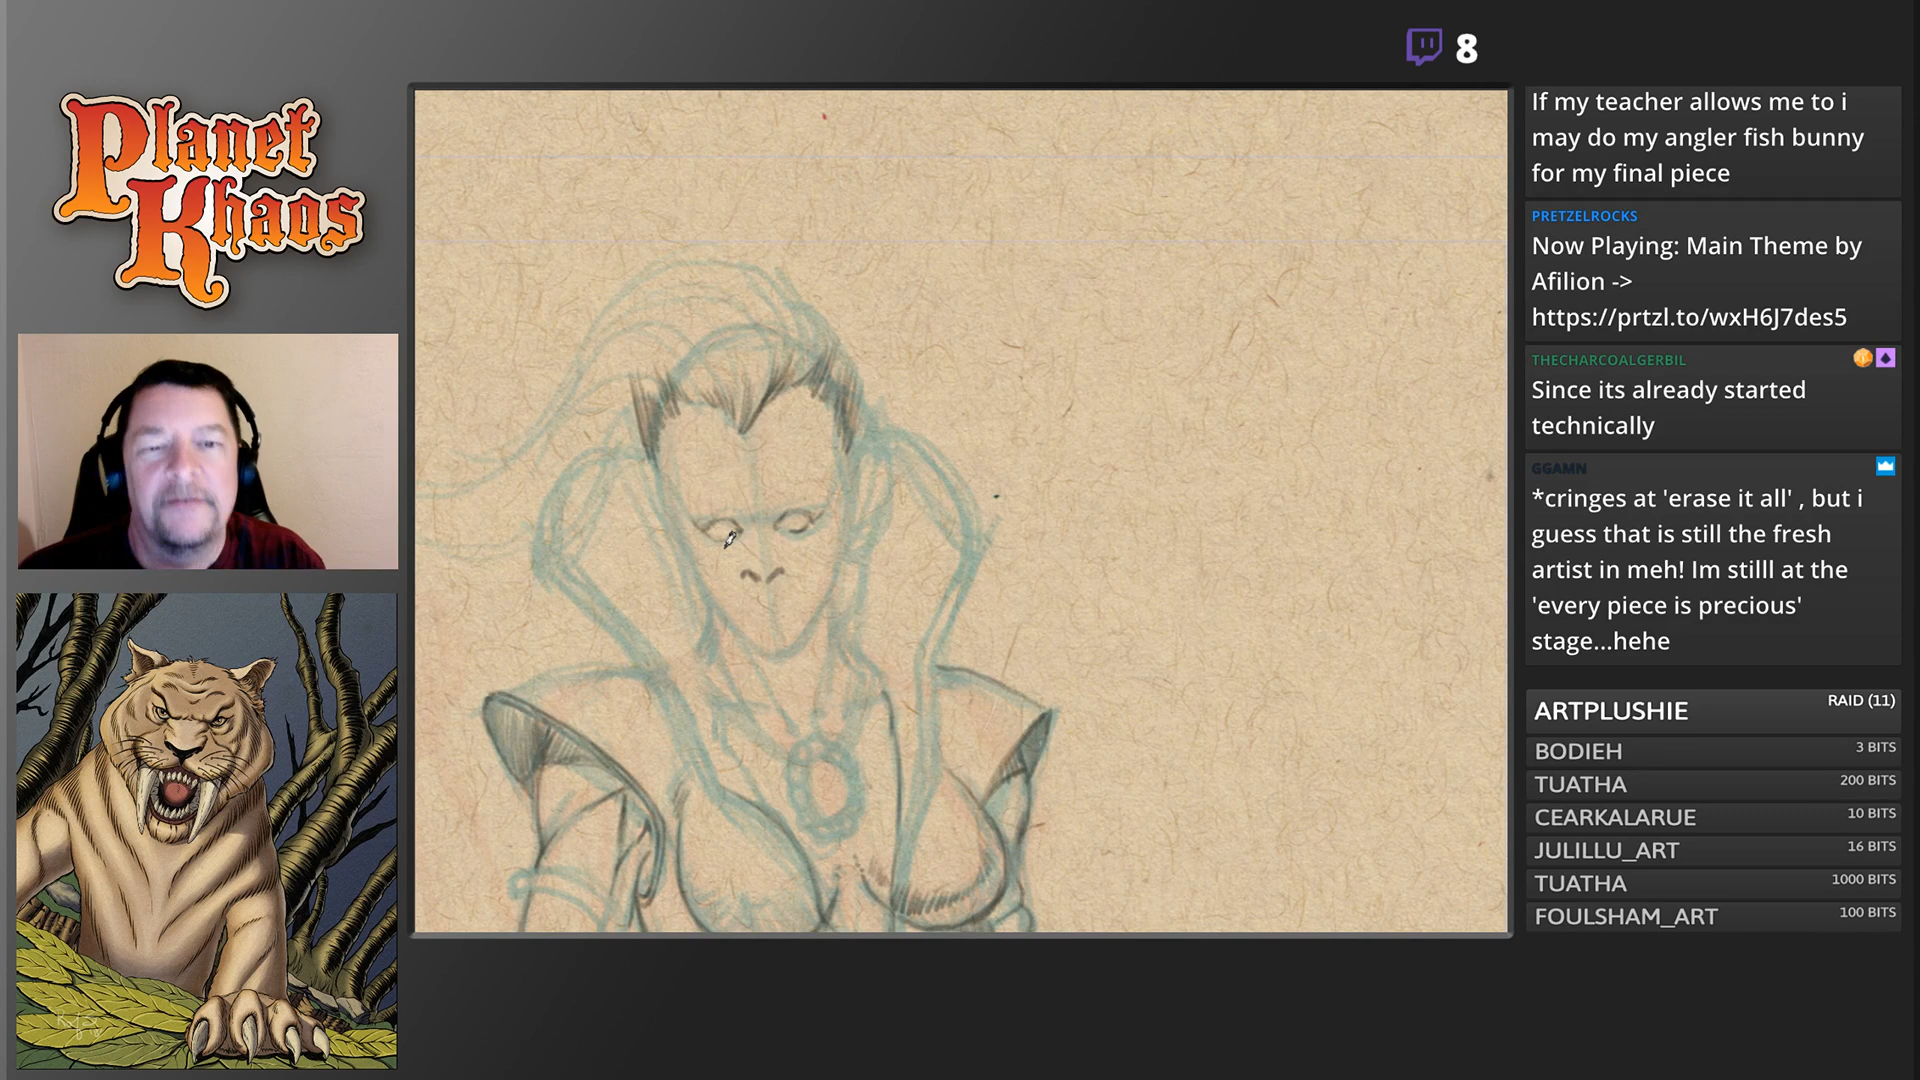 8
Planet
Khaos
If my teacher allows me to i
may do my angler fish bunny
for my final piece
PRETZELROCKS
Now Playing: Main Theme by
Afilion ->
https://prtzl.to/wxH6J7des5
THECHARCOALGERBIL
Since its already started
technically
GGAMN
*cringes at 'erase it all' , but i
guess that is still the fresh
artist in meh! Im stilll at the
'every piece is precious'
stage...hehe
ARTPLUSHIE RAID (11)
BODIEH 3 BITS
TUATHA 200 BITS
CEARKALARUE 10 BITS
JULILLU_ART 16 BITS
TUATHA 1000 BITS
FOULSHAM_ART 100 BITS